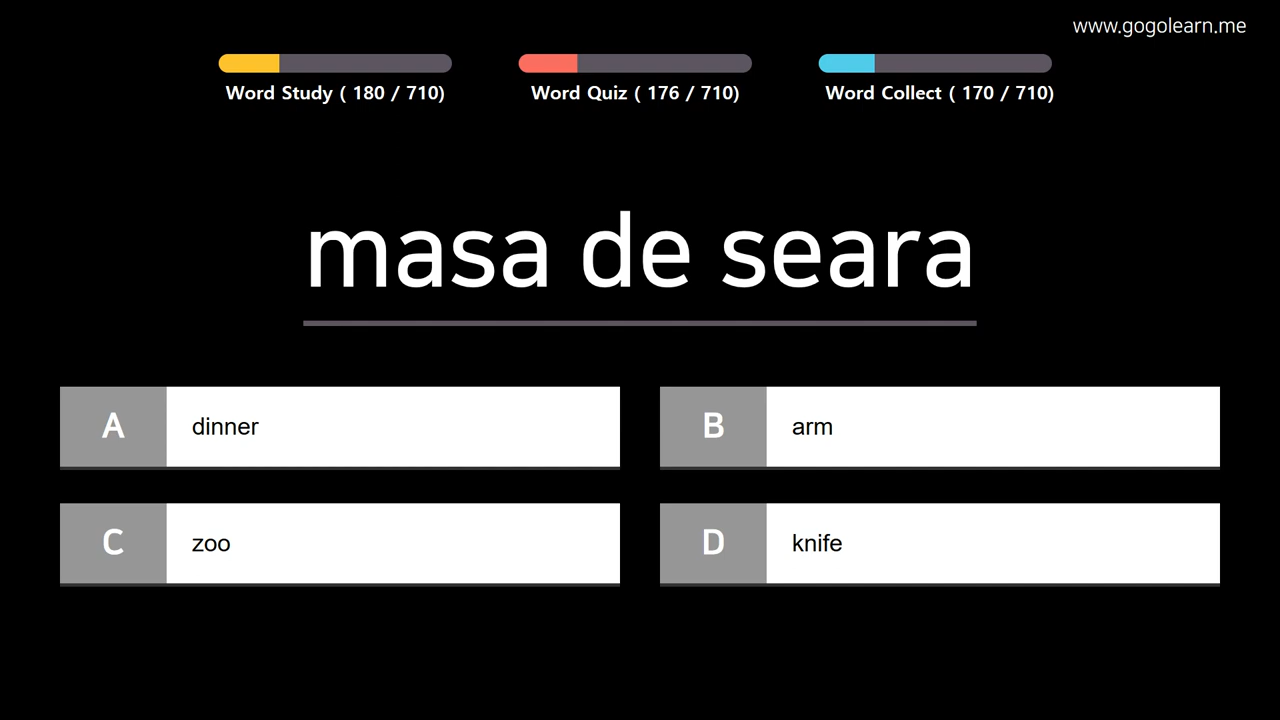 www.gogolearn.me
Word Study ( 180 / 710)
Word Quiz ( 176 / 710)
Word Collect ( 170 / 710)
masa de seara
A dinner
B arm
C zoo
D knife